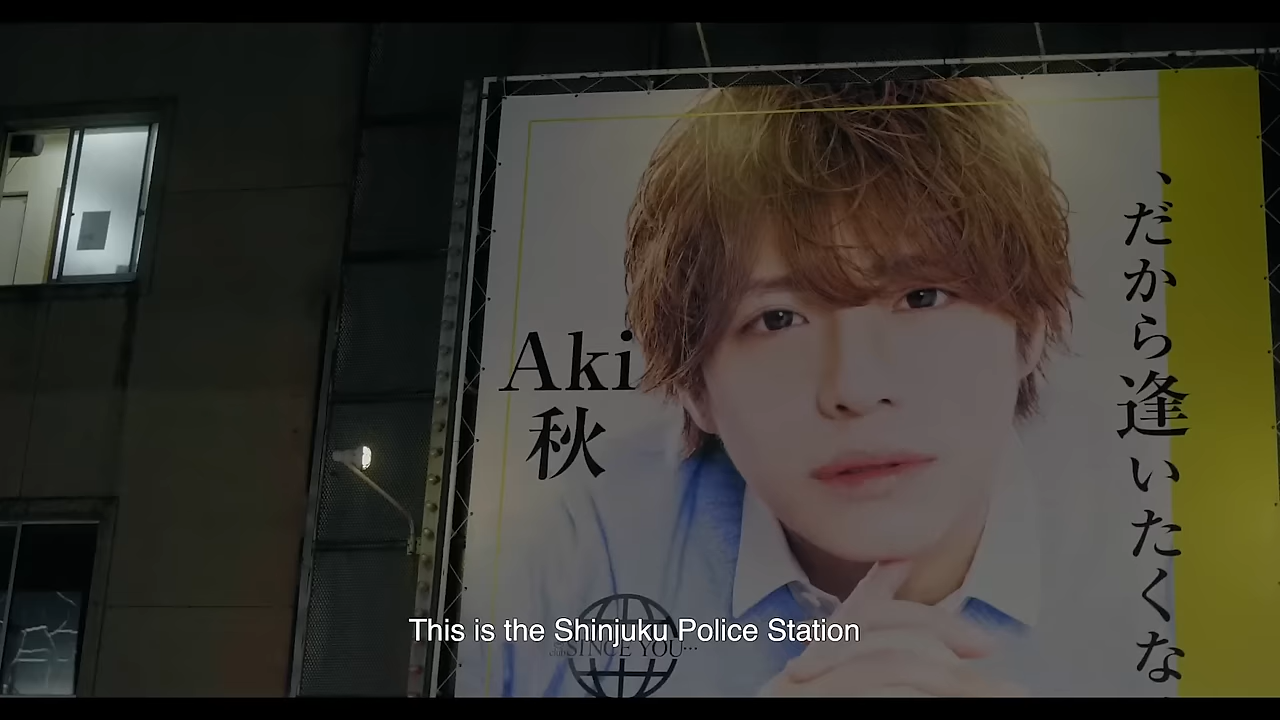 Aki
秋
、だから逢いたくな
SINCE YOU…
This is the Shinjuku Police Station